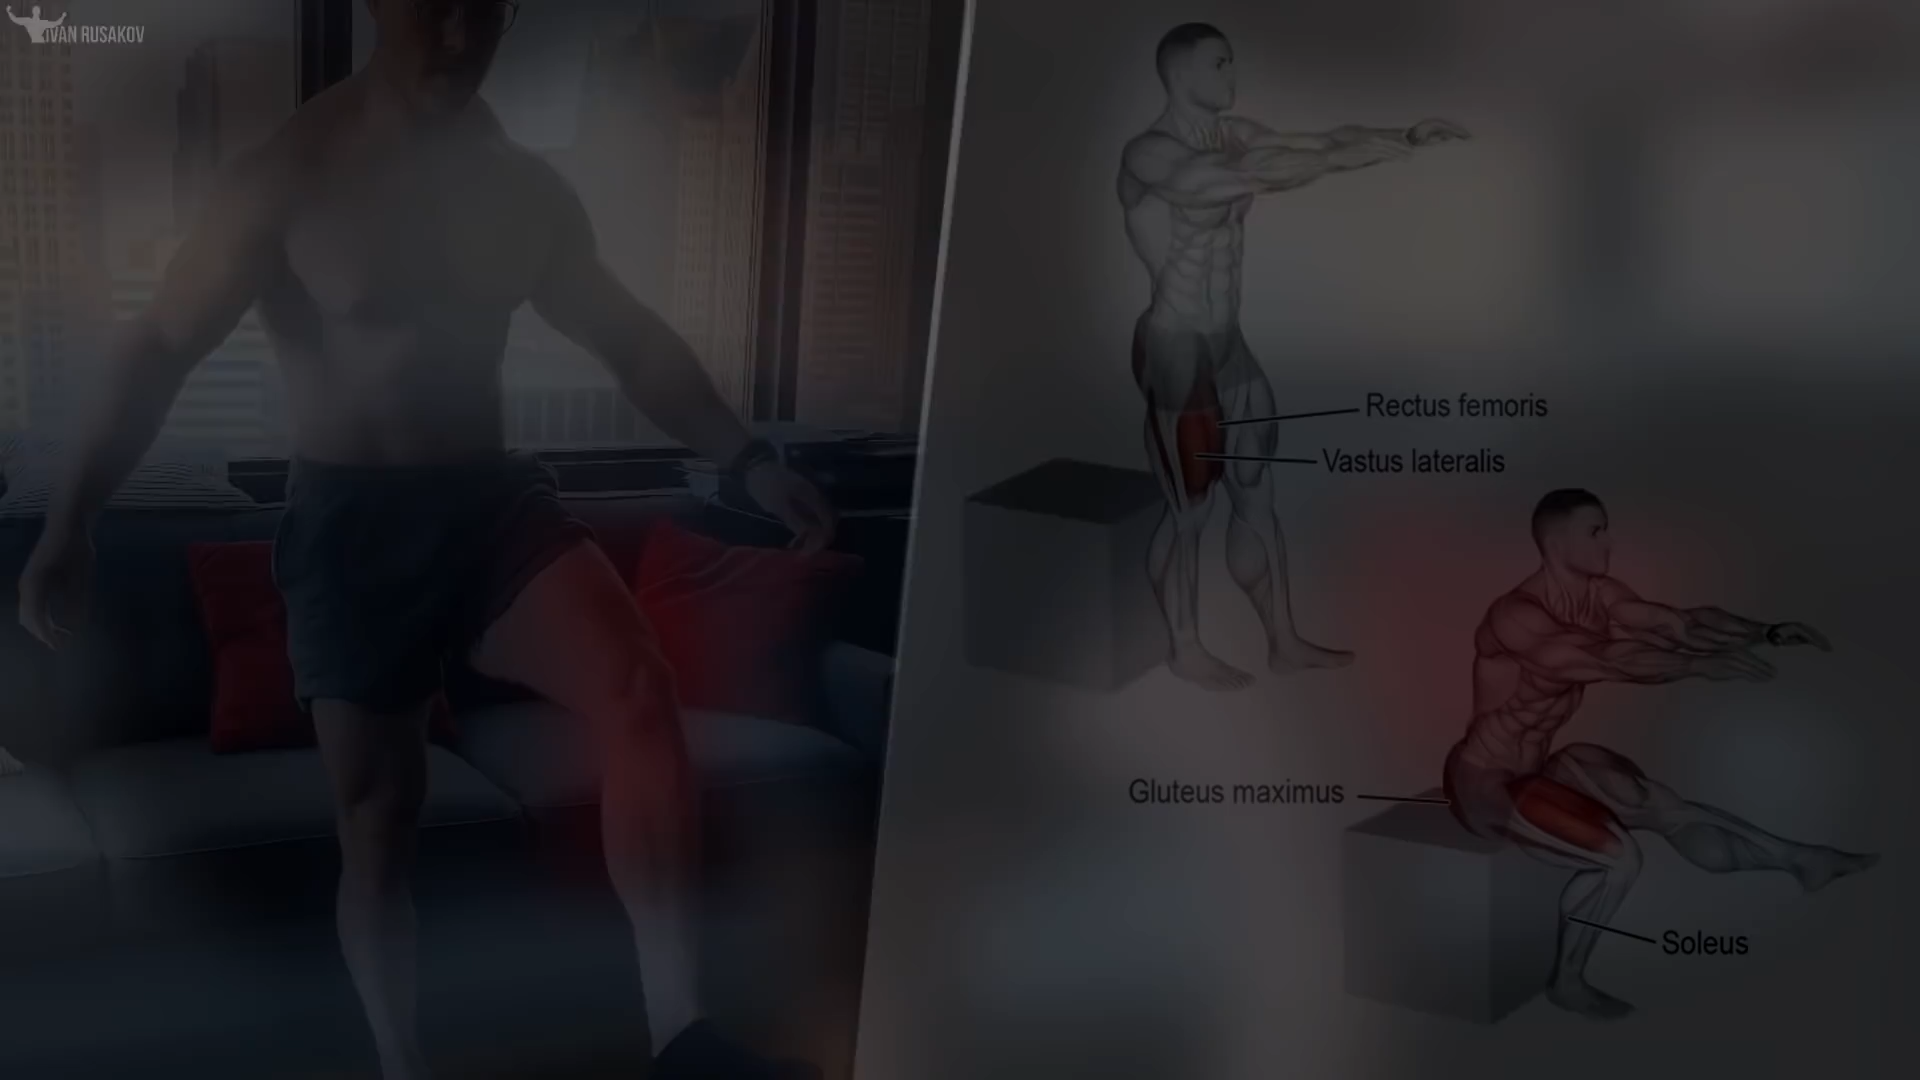 IVAN RUSAKOV
Rectus femoris
Vastus lateralis
Gluteus maximus
Soleus